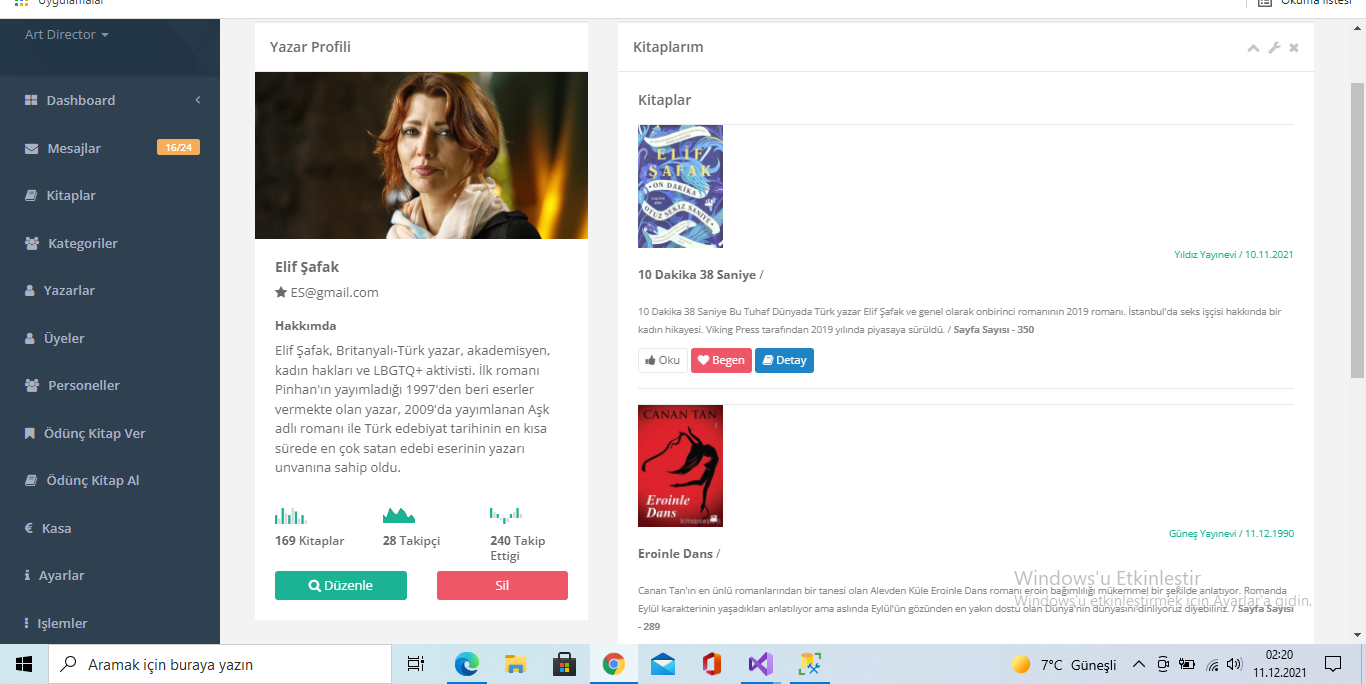 Uygulamalar
Okuma listesi
Art Director
Dashboard
Mesajlar
16/24
Kitaplar
Kategoriler
Yazarlar
Üyeler
Personeller
Ödünç Kitap Ver
Ödünç Kitap Al
Kasa
Ayarlar
Işlemler
Yazar Profili
Elif Şafak
ES@gmail.com
Hakkımda
Elif Şafak, Britanyalı-Türk yazar, akademisyen,
kadın hakları ve LBGTQ+ aktivisti. İlk romanı
Pinhan'ın yayımladığı 1997'den beri eserler
vermekte olan yazar, 2009'da yayımlanan Aşk
adlı romanı ile Türk edebiyat tarihinin en kısa
sürede en çok satan edebi eserinin yazarı
unvanına sahip oldu.
169 Kitaplar
28 Takipçi
240 Takip
Ettigi
Düzenle
Sil
Kitaplarım
Kitaplar
ELİF
ŞAFAK
ON DAKİKA
OTUZ SEKİZ SANİYE
Yıldız Yayınevi / 10.11.2021
10 Dakika 38 Saniye /
10 Dakika 38 Saniye Bu Tuhaf Dünyada Türk yazar Elif Şafak ve genel olarak onbirinci romanının 2019 romanı. İstanbul'da seks işçisi hakkında bir
kadın hikayesi. Viking Press tarafından 2019 yılında piyasaya sürüldü. / Sayfa Sayısı - 350
Oku
Begen
Detay
CANAN TAN
Eroinle
Dans
Güneş Yayınevi / 11.12.1990
Eroinle Dans /
Canan Tan'ın en ünlü romanlarından bir tanesi olan Alevden Küle Eroinle Dans romanı eroin bağımlılığı mükemmel bir şekilde anlatıyor. Romanda
Eylül karakterinin yaşadıkları anlatılıyor ama aslında Eylül'ün gözünden en yakın dostu olan Dünya'nın dünyasını dinliyoruz diyebiliriz. / Sayfa Sayısı
- 289
Windows'u Etkinleştir
Windows'u etkinleştirmek için Ayarlar'a gidin.
Aramak için buraya yazın
7°C Güneşli
02:20
11.12.2021